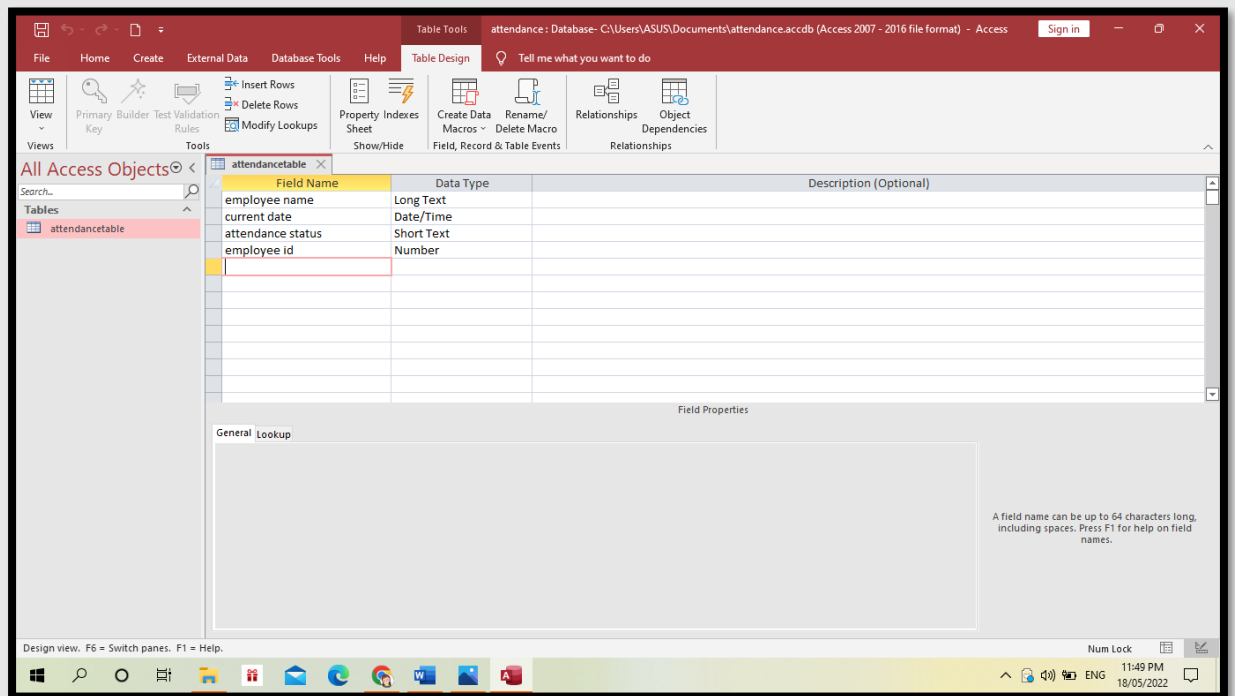 Table Tools attendance : Database- C:\Users\ASUS\Documents\attendance.accdb (Access 2007 - 2016 file format) - Access Sign in
File Home Create External Data Database Tools Help Table Design Tell me what you want to do
View
Primary Key
Builder
Test Validation Rules
Insert Rows
Delete Rows
Modify Lookups
Property Sheet
Indexes
Create Data Macros
Rename/ Delete Macro
Relationships
Object Dependencies
Views Tools Show/Hide Field, Record & Table Events Relationships
All Access Objects
Search...
Tables
attendancetable
attendancetable
Field Name Data Type Description (Optional)
employee name Long Text
current date Date/Time
attendance status Short Text
employee id Number
Field Properties
General Lookup
A field name can be up to 64 characters long,
including spaces. Press F1 for help on field
names.
Design view. F6 = Switch panes. F1 = Help. Num Lock
ENG 11:49 PM
18/05/2022